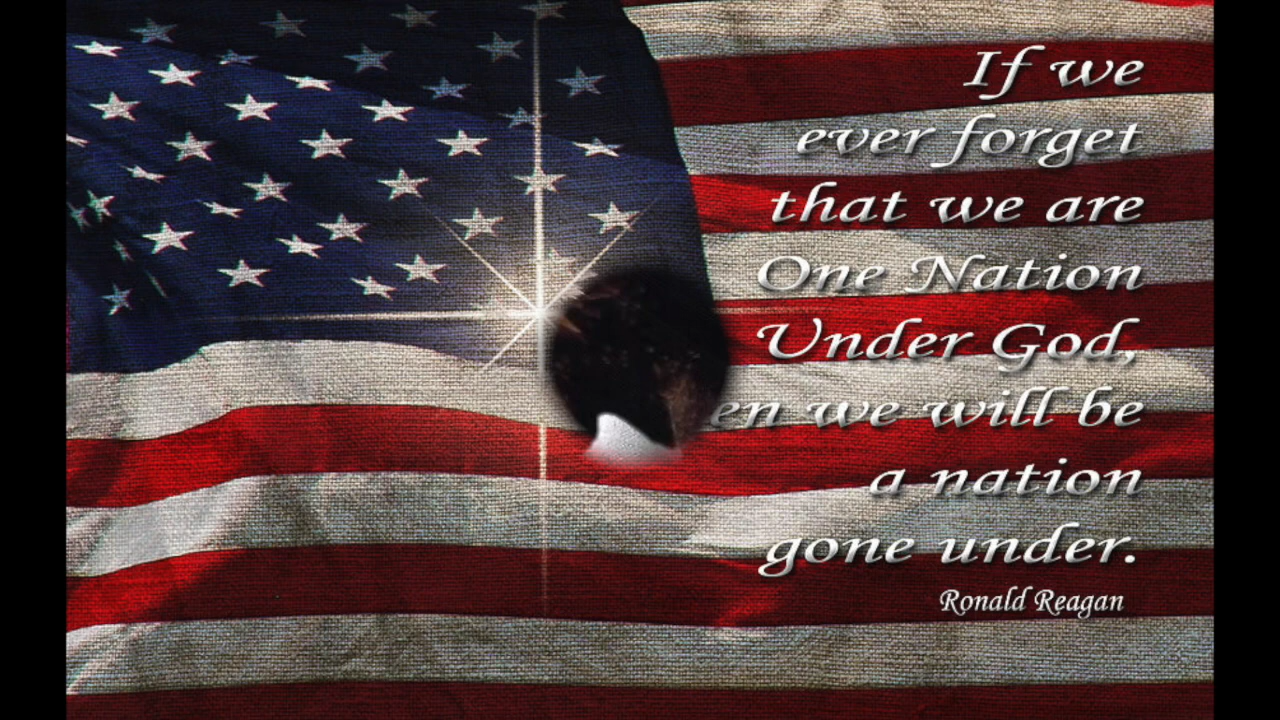 If we
ever forget
that we are
One Nation
Under God,
en we will be
a nation
gone under.
Ronald Reagan